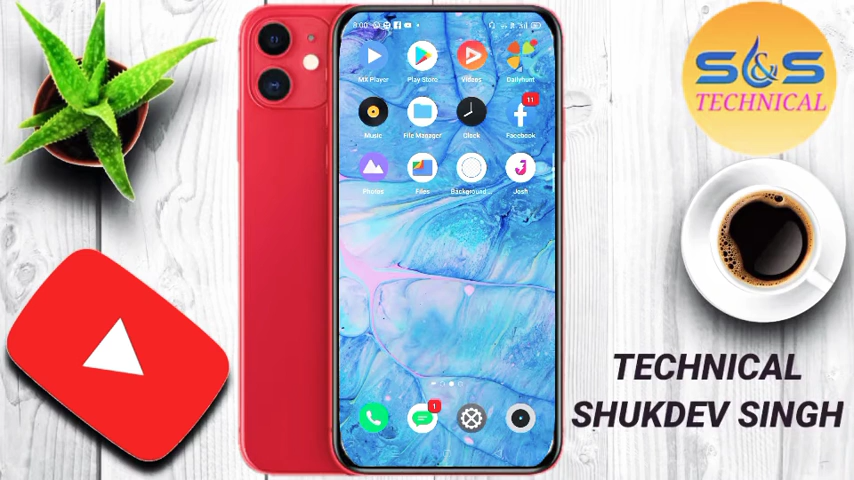 8:00
MX Player
Play Store
Videos
Dailyhunt
Music
File Manager
Clock
11
Facebook
Photos
Files
Background...
Josh
1
S&S
TECHNICAL
TECHNICAL
SHUKDEV SINGH